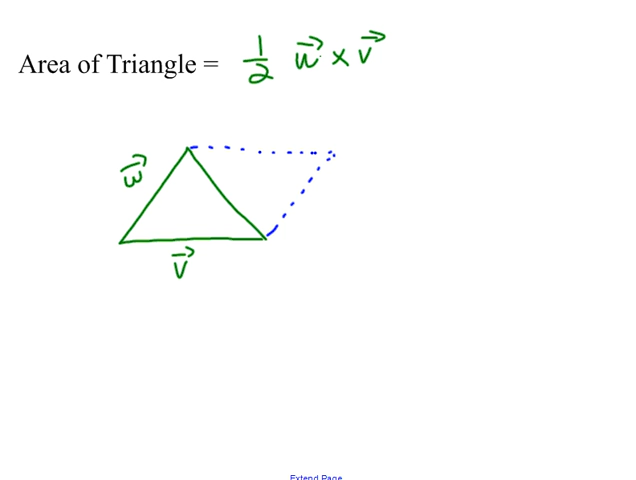 Area of Triangle = 1/2 u⃗ × v⃗
w⃗
v⃗
Extend Page